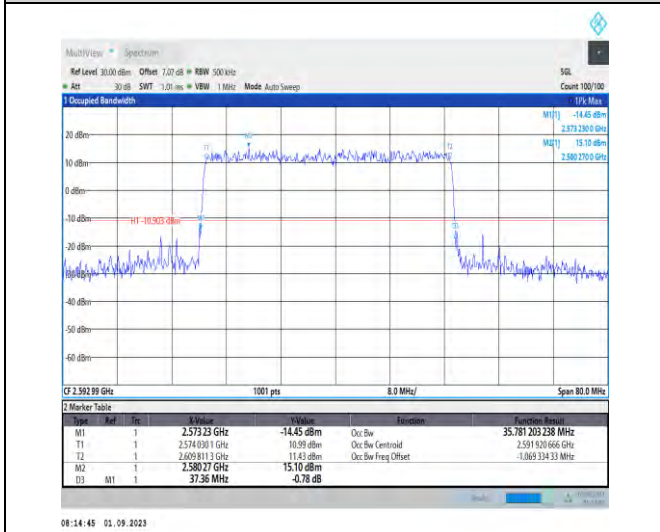 MultiView Spectrum
Ref Level 30.00 dBm Offset 7.07 dB RBW 500 kHz SGL
Att 30 dB SWT 1.01 ms VBW 1 MHz Mode Auto Sweep Count 100/100
1 Occupied Bandwidth 1Pk Max
M1[1] -14.45 dBm
2.573 230 0 GHz
M2[1] 15.10 dBm
2.580 270 0 GHz
20 dBm
T1 M2 T2
10 dBm
0 dBm
-10 dBm H1 -10.903 dBm
M1 D3
-20 dBm
-30 dBm
-40 dBm
-50 dBm
-60 dBm
CF 2.592 99 GHz 1001 pts 8.0 MHz/ Span 80.0 MHz
2 Marker Table
Type Ref Trc X-Value Y-Value Function Function Result
M1 1 2.573 23 GHz -14.45 dBm Occ Bw 35.781 203 238 MHz
T1 1 2.574 030 1 GHz 10.99 dBm Occ Bw Centroid 2.591 920 666 GHz
T2 1 2.609 811 3 GHz 11.43 dBm Occ Bw Freq Offset -1.069 334 33 MHz
M2 1 2.580 27 GHz 15.10 dBm
D3 M1 1 37.36 MHz -0.78 dB
08:14:45 01.09.2023